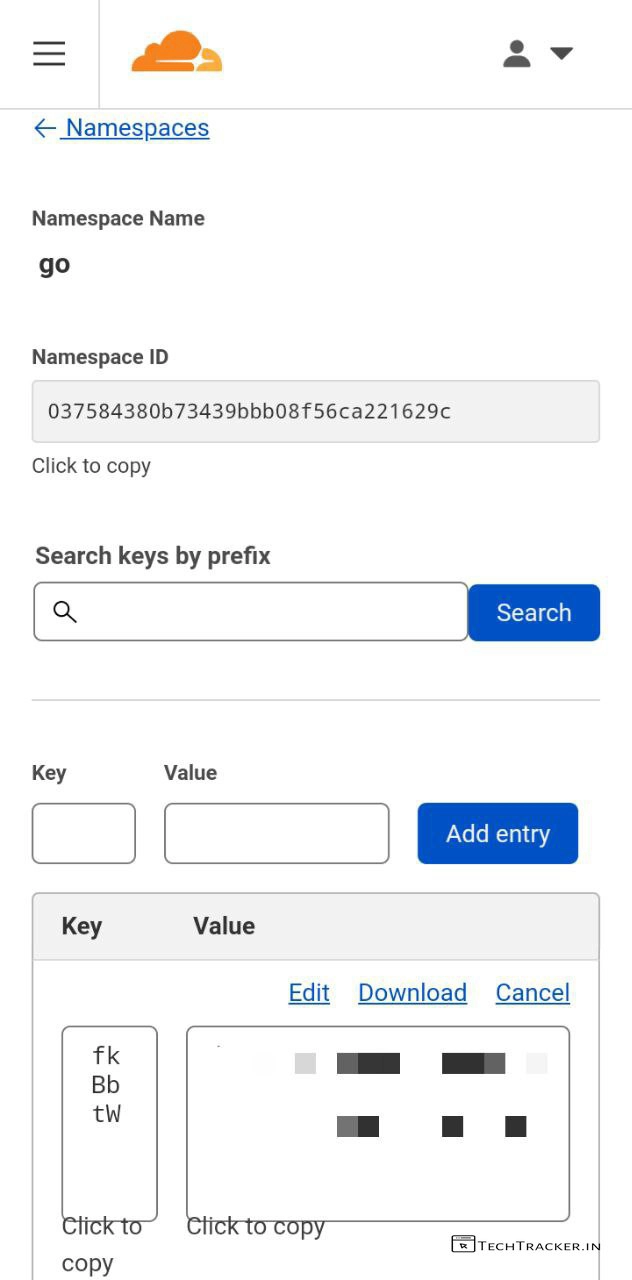 ← Namespaces
Namespace Name
go
Namespace ID
037584380b73439bbb08f56ca221629c
Click to copy
Search keys by prefix
Search
Key Value
Add entry
Key Value
Edit Download Cancel
fk
Bb
tW
Click to
copy
Click to copy
TECHTRACKER.IN